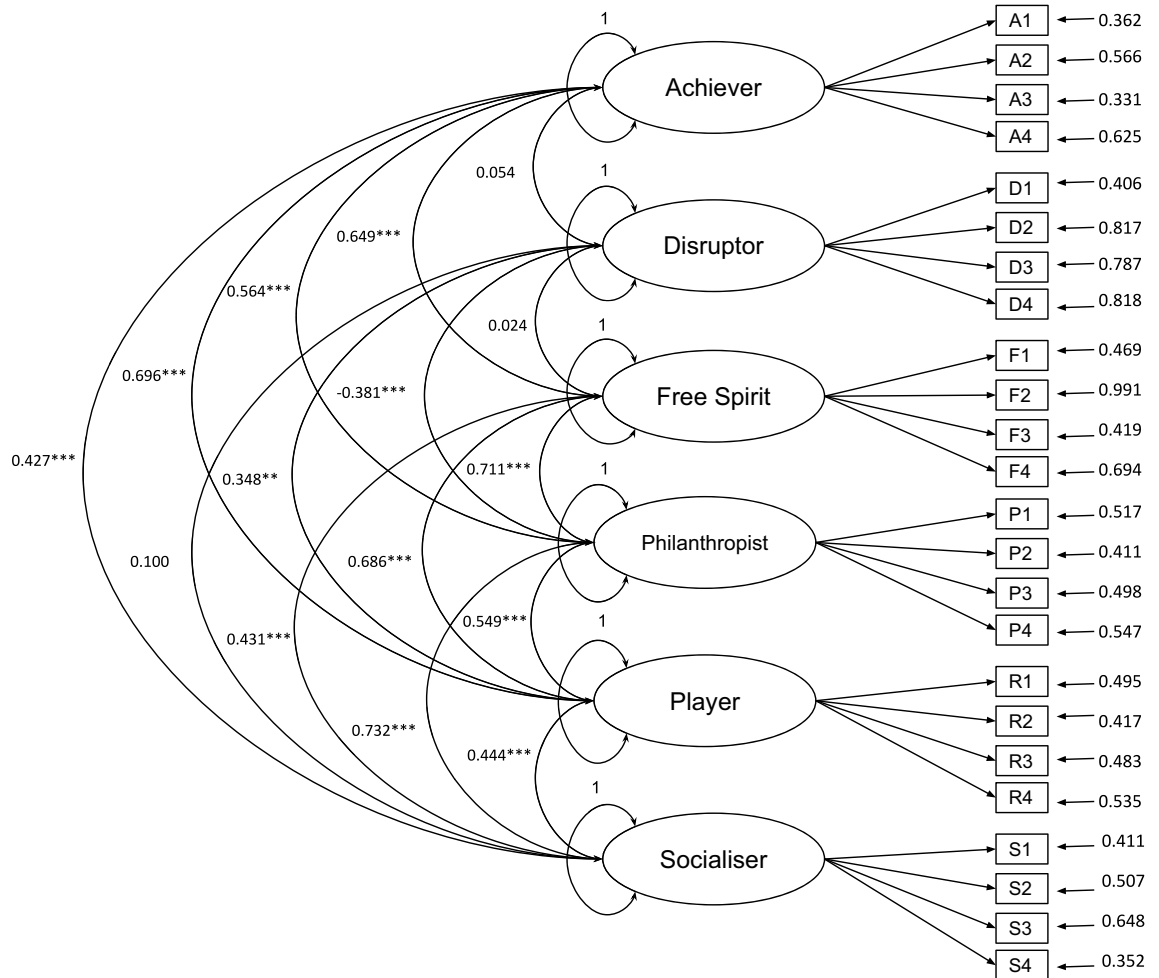 1
Achiever
A1
0.362
A2
0.566
A3
0.331
A4
0.625
0.054
1
Disruptor
D1
0.406
D2
0.817
D3
0.787
D4
0.818
0.649***
0.564***
0.024
1
Free Spirit
F1
0.469
F2
0.991
F3
0.419
F4
0.694
0.696***
-0.381***
0.427***
0.348**
0.711***
1
Philanthropist
P1
0.517
P2
0.411
P3
0.498
P4
0.547
0.100
0.686***
0.549***
0.431***
1
Player
R1
0.495
R2
0.417
R3
0.483
R4
0.535
0.732***
0.444***
1
Socialiser
S1
0.411
S2
0.507
S3
0.648
S4
0.352